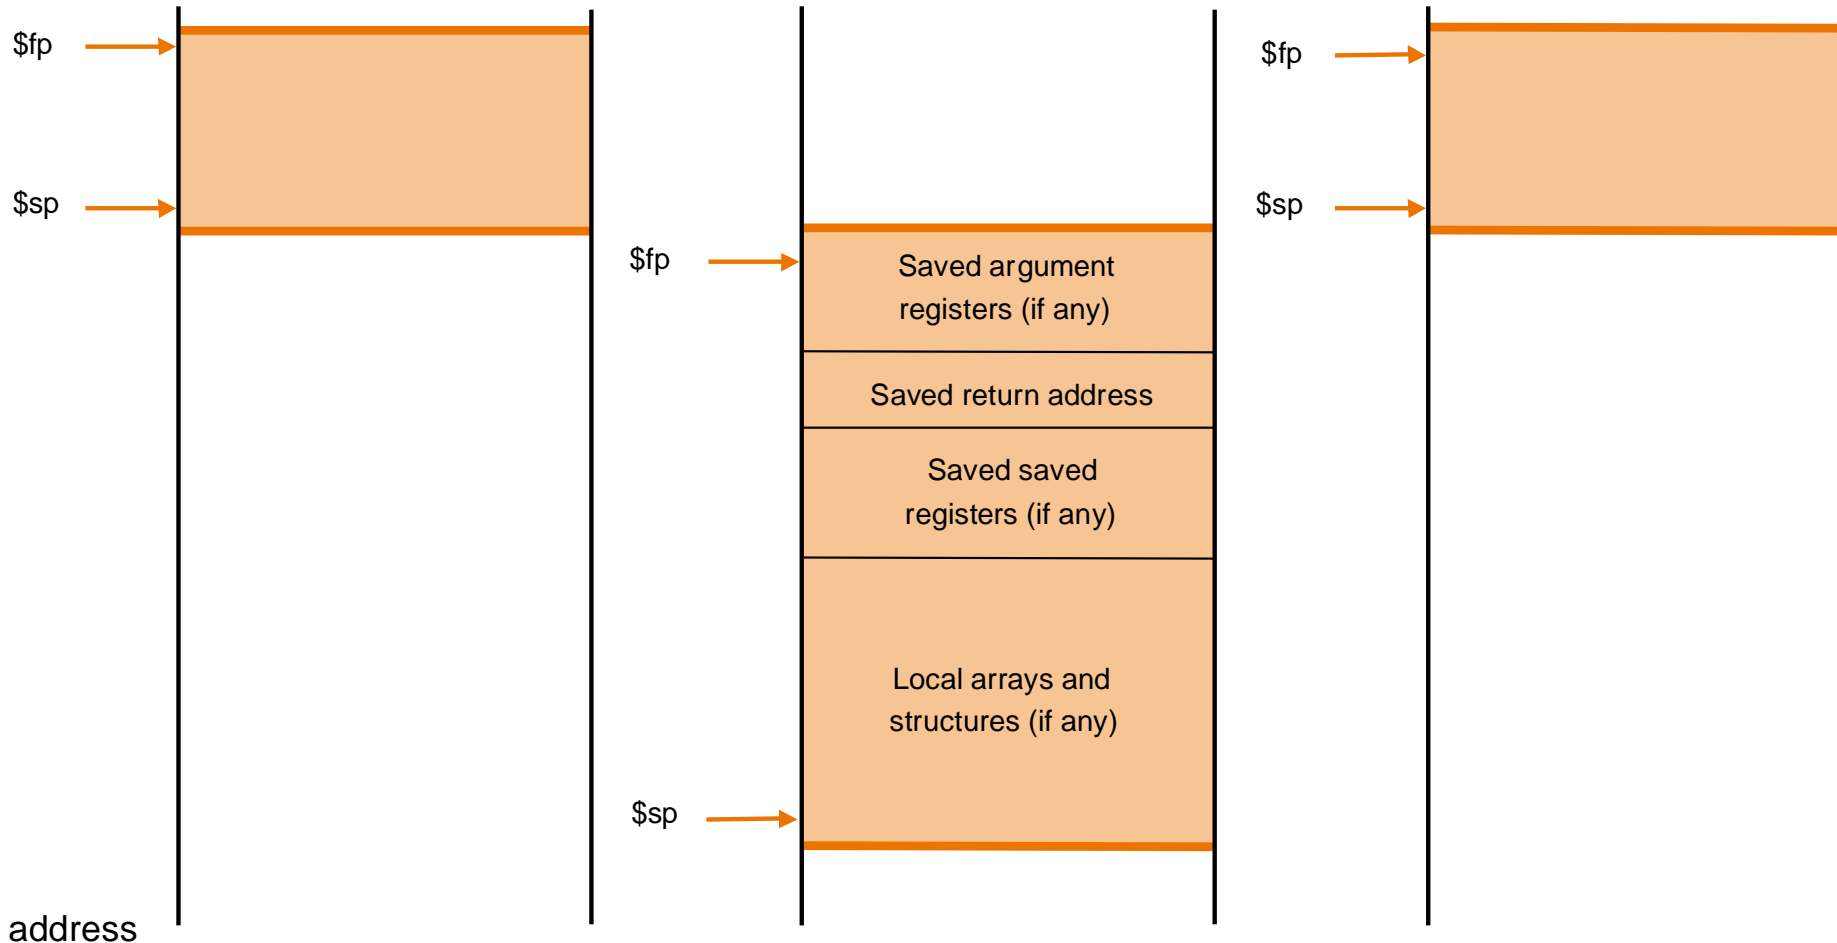 $fp
$sp
$fp
Saved argument
registers (if any)
Saved return address
Saved saved
registers (if any)
Local arrays and
structures (if any)
$sp
$fp
$sp
address